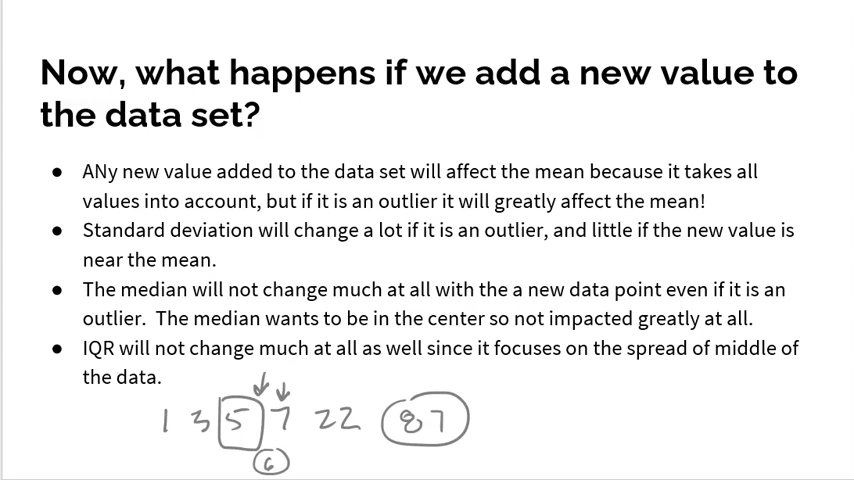 Now, what happens if we add a new value to
the data set?
● ANy new value added to the data set will affect the mean because it takes all
values into account, but if it is an outlier it will greatly affect the mean!
● Standard deviation will change a lot if it is an outlier, and little if the new value is
near the mean.
● The median will not change much at all with the a new data point even if it is an
outlier.  The median wants to be in the center so not impacted greatly at all.
● IQR will not change much at all as well since it focuses on the spread of middle of
the data.
1 3 5 7 22 87
6